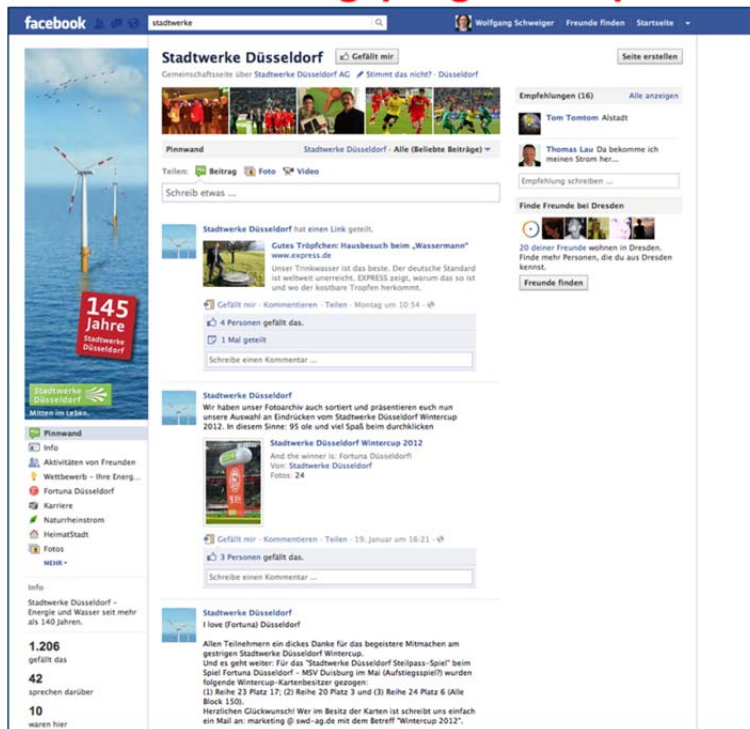 facebook
stadtwerke
Wolfgang Schweiger Freunde finden Startseite
Stadtwerke Düsseldorf Gefällt mir
Gemeinschaftsseite über Stadtwerke Düsseldorf AG Stimmt das nicht? · Düsseldorf
Pinnwand Stadtwerke Düsseldorf · Alle (Beliebte Beiträge)
Teilen: Beitrag Foto Video
Schreib etwas ...
Stadtwerke Düsseldorf hat einen Link geteilt.
Gutes Tröpfchen: Hausbesuch beim „Wassermann“
www.express.de
Unser Trinkwasser ist das beste. Der deutsche Standard
ist weltweit unerreicht. EXPRESS zeigt, warum das so ist
und wo der kostbare Tropfen herkommt.
Gefällt mir · Kommentieren · Teilen · Montag um 10:54
4 Personen gefällt das.
1 Mal geteilt
Schreibe einen Kommentar ...
Stadtwerke Düsseldorf
Wir haben unser Fotoarchiv auch sortiert und präsentieren euch nun
unsere Auswahl an Eindrücken vom Stadtwerke Düsseldorf Wintercup
2012. In diesem Sinne: 95 ole und viel Spaß beim durchklicken
Stadtwerke Düsseldorf Wintercup 2012
And the winner is: Fortuna Düsseldorf!
Von: Stadtwerke Düsseldorf
Fotos: 24
Gefällt mir · Kommentieren · Teilen · 19. Januar um 16:21
3 Personen gefällt das.
Schreibe einen Kommentar ...
Stadtwerke Düsseldorf
I love (Fortuna) Düsseldorf
Allen Teilnehmern ein dickes Danke für das begeistere Mitmachen am
gestrigen Stadtwerke Düsseldorf Wintercup.
Und es geht weiter: Für das "Stadtwerke Düsseldorf Steilpass-Spiel" beim
Spiel Fortuna Düsseldorf - MSV Duisburg im Mai (Aufstiegsspiel?) wurden
folgende Wintercup-Kartenbesitzer gezogen:
(1) Reihe 23 Platz 17; (2) Reihe 20 Platz 3 und (3) Reihe 24 Platz 6 (Alle
Block 150).
Herzlichen Glückwunsch! Wer im Besitz der Karten ist schreibt uns einfach
ein Mail an: marketing @ swd-ag.de mit dem Betreff "Wintercup 2012".
Seite erstellen
Empfehlungen (16) Alle anzeigen
Tom Tomtom Alstadt
Thomas Lau Da bekomme ich
meinen Strom her...
Empfehlung schreiben ...
Finde Freunde bei Dresden
20 deiner Freunde wohnen in Dresden.
Finde mehr Personen, die du aus Dresden
kennst.
Freunde finden
145
Jahre
Stadtwerke
Düsseldorf
Stadtwerke
Düsseldorf
Mitten im Leben.
Pinnwand
Info
Aktivitäten von Freunden
Wettbewerb – Ihre Energ...
Fortuna Düsseldorf
Karriere
Naturrheinstrom
HeimatStadt
Fotos
MEHR
Info
Stadtwerke Düsseldorf –
Energie und Wasser seit mehr
als 140 Jahren.
1.206
gefällt das
42
sprechen darüber
10
waren hier